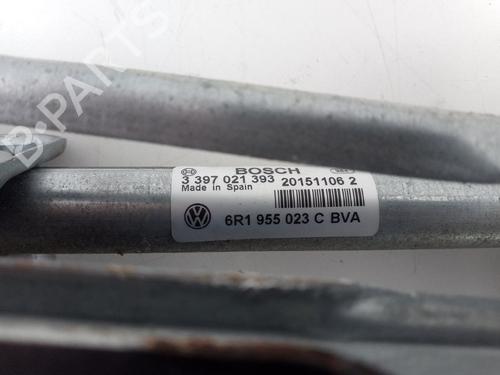 B-Parts
BOSCH
3 397 021 393 20151106 2
Made in Spain
6R1 955 023 C BVA